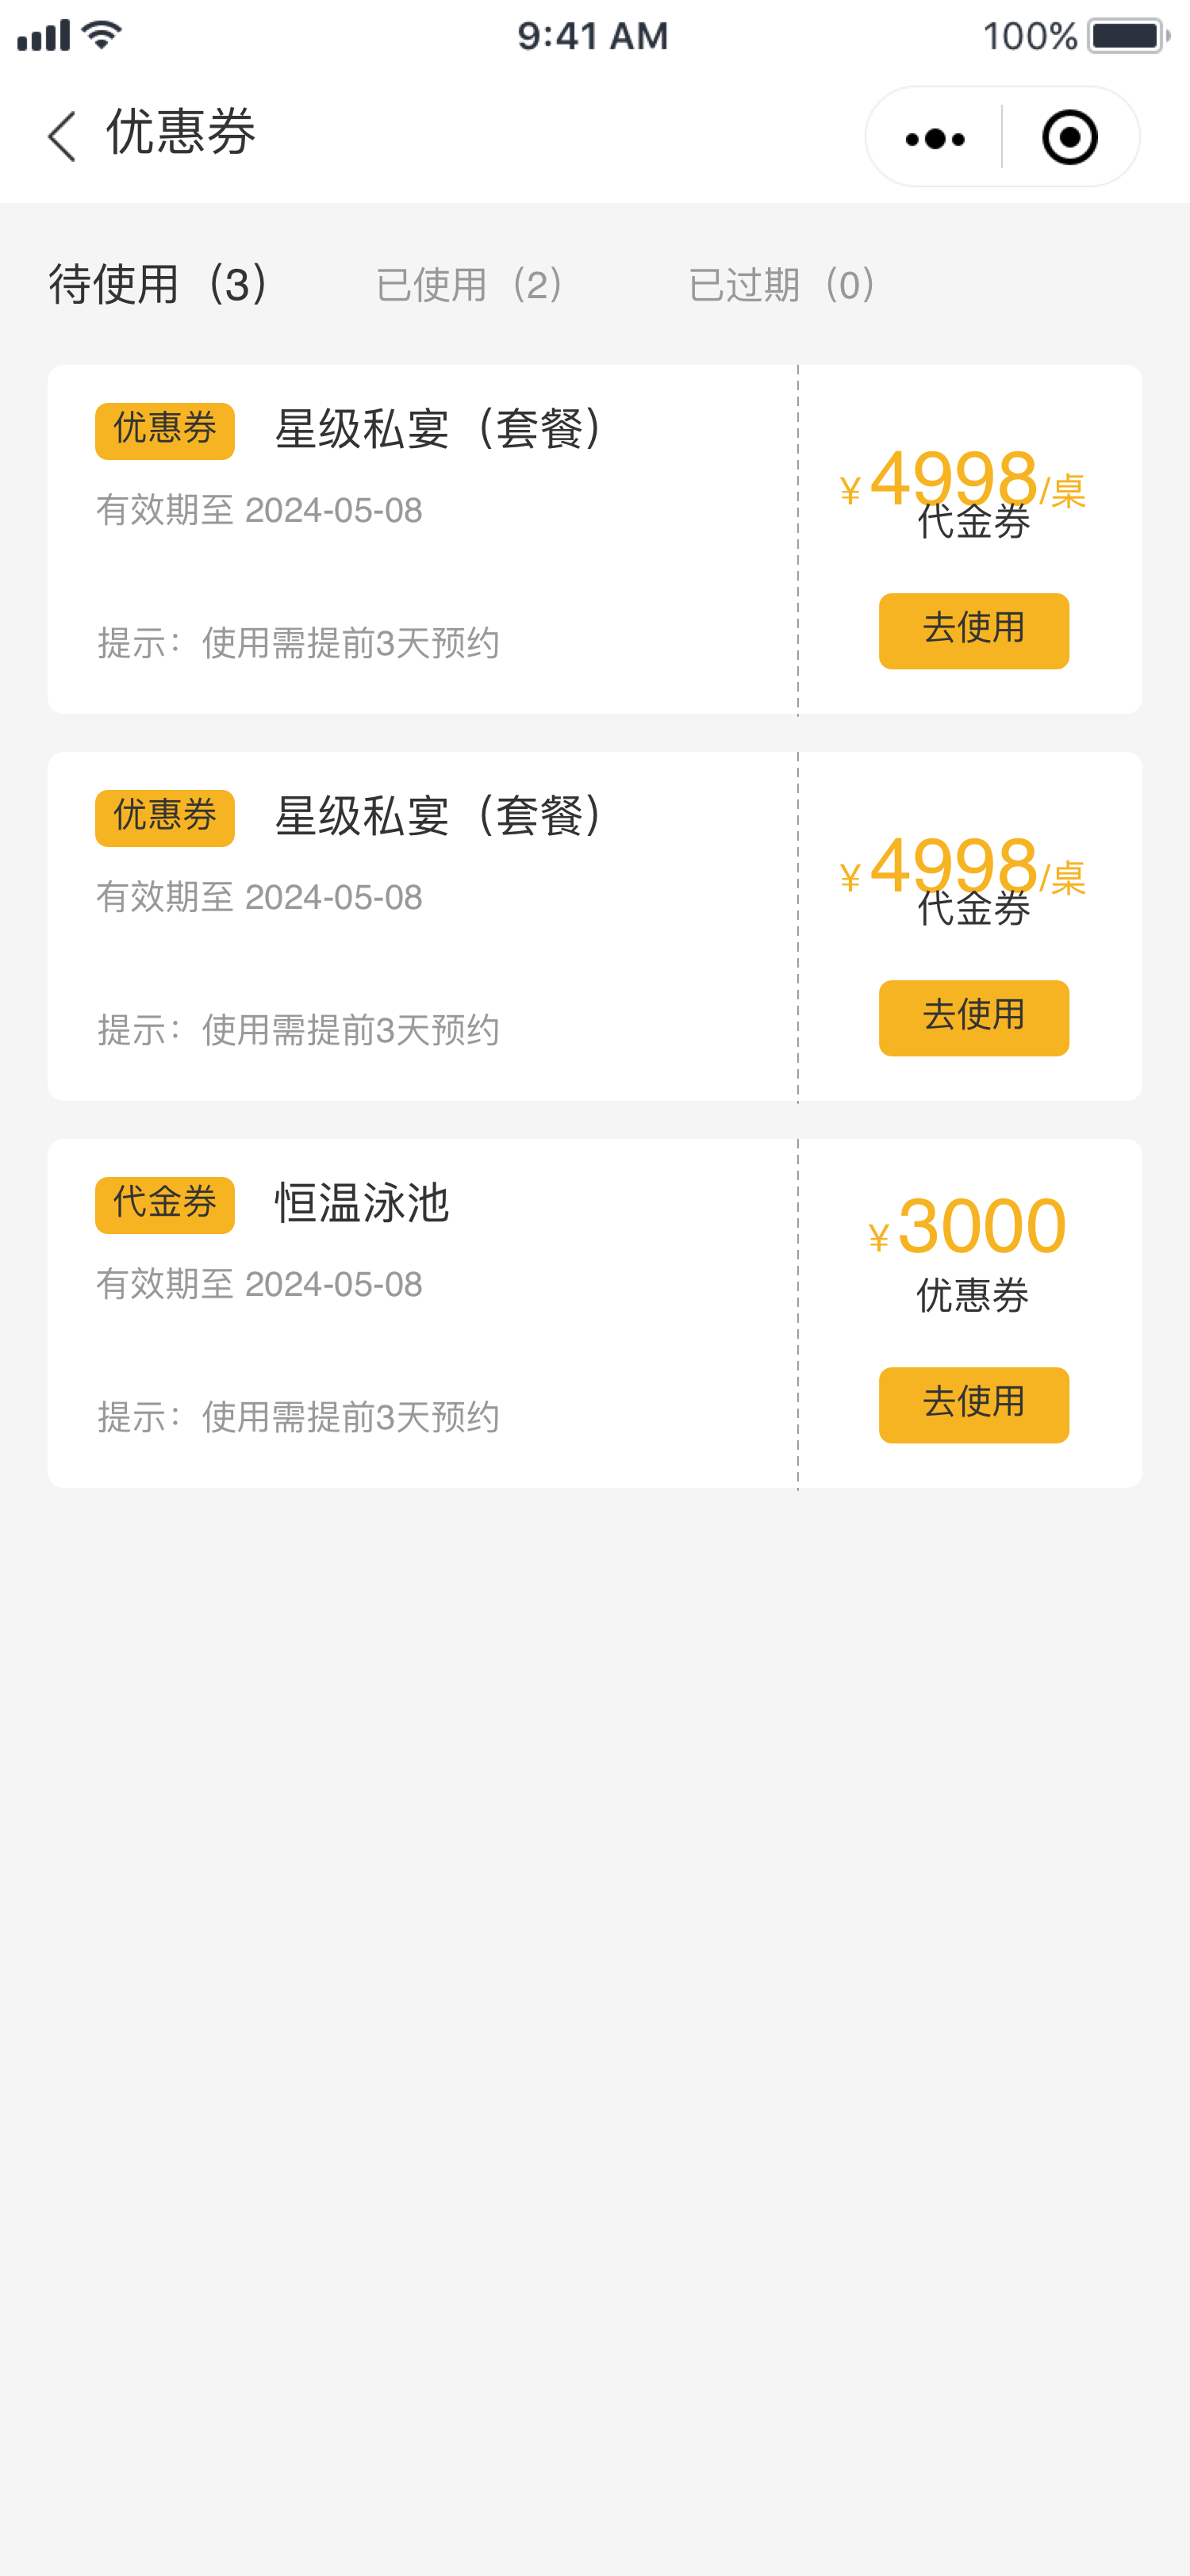 9:41 AM 100%
优惠券
待使用（3） 已使用（2） 已过期（0）
优惠券 星级私宴（套餐）
有效期至 2024-05-08
¥4998/桌
代金券
提示：使用需提前3天预约
去使用
优惠券 星级私宴（套餐）
有效期至 2024-05-08
¥4998/桌
代金券
提示：使用需提前3天预约
去使用
代金券 恒温泳池
有效期至 2024-05-08
¥3000
优惠券
提示：使用需提前3天预约
去使用